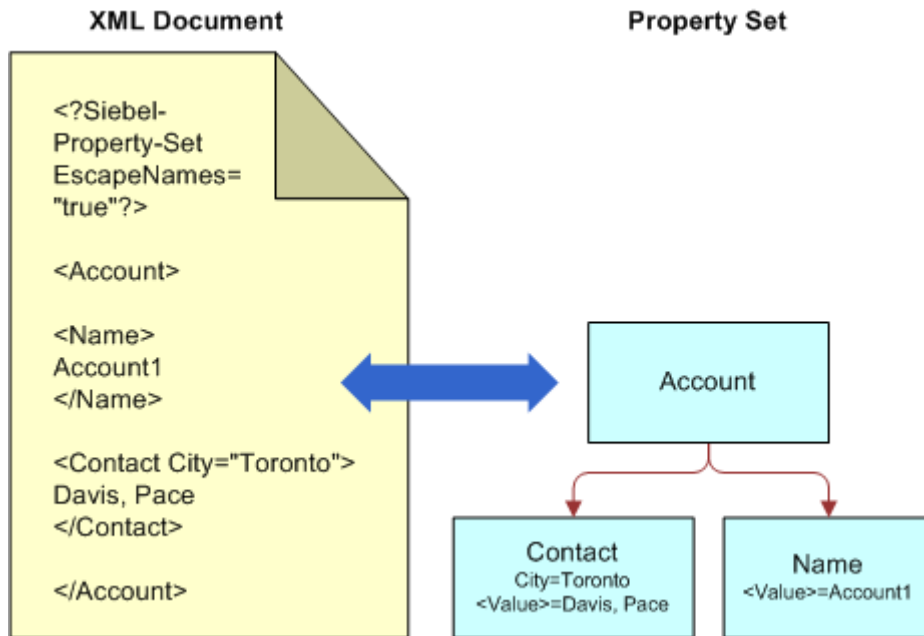 XML Document
Property Set
<?Siebel-
Property-Set
EscapeNames=
"true"?>
<Account>
<Name>
Account1
</Name>
<Contact City="Toronto">
Davis, Pace
</Contact>
</Account>
Account
Contact
City=Toronto
<Value>=Davis, Pace
Name
<Value>=Account1